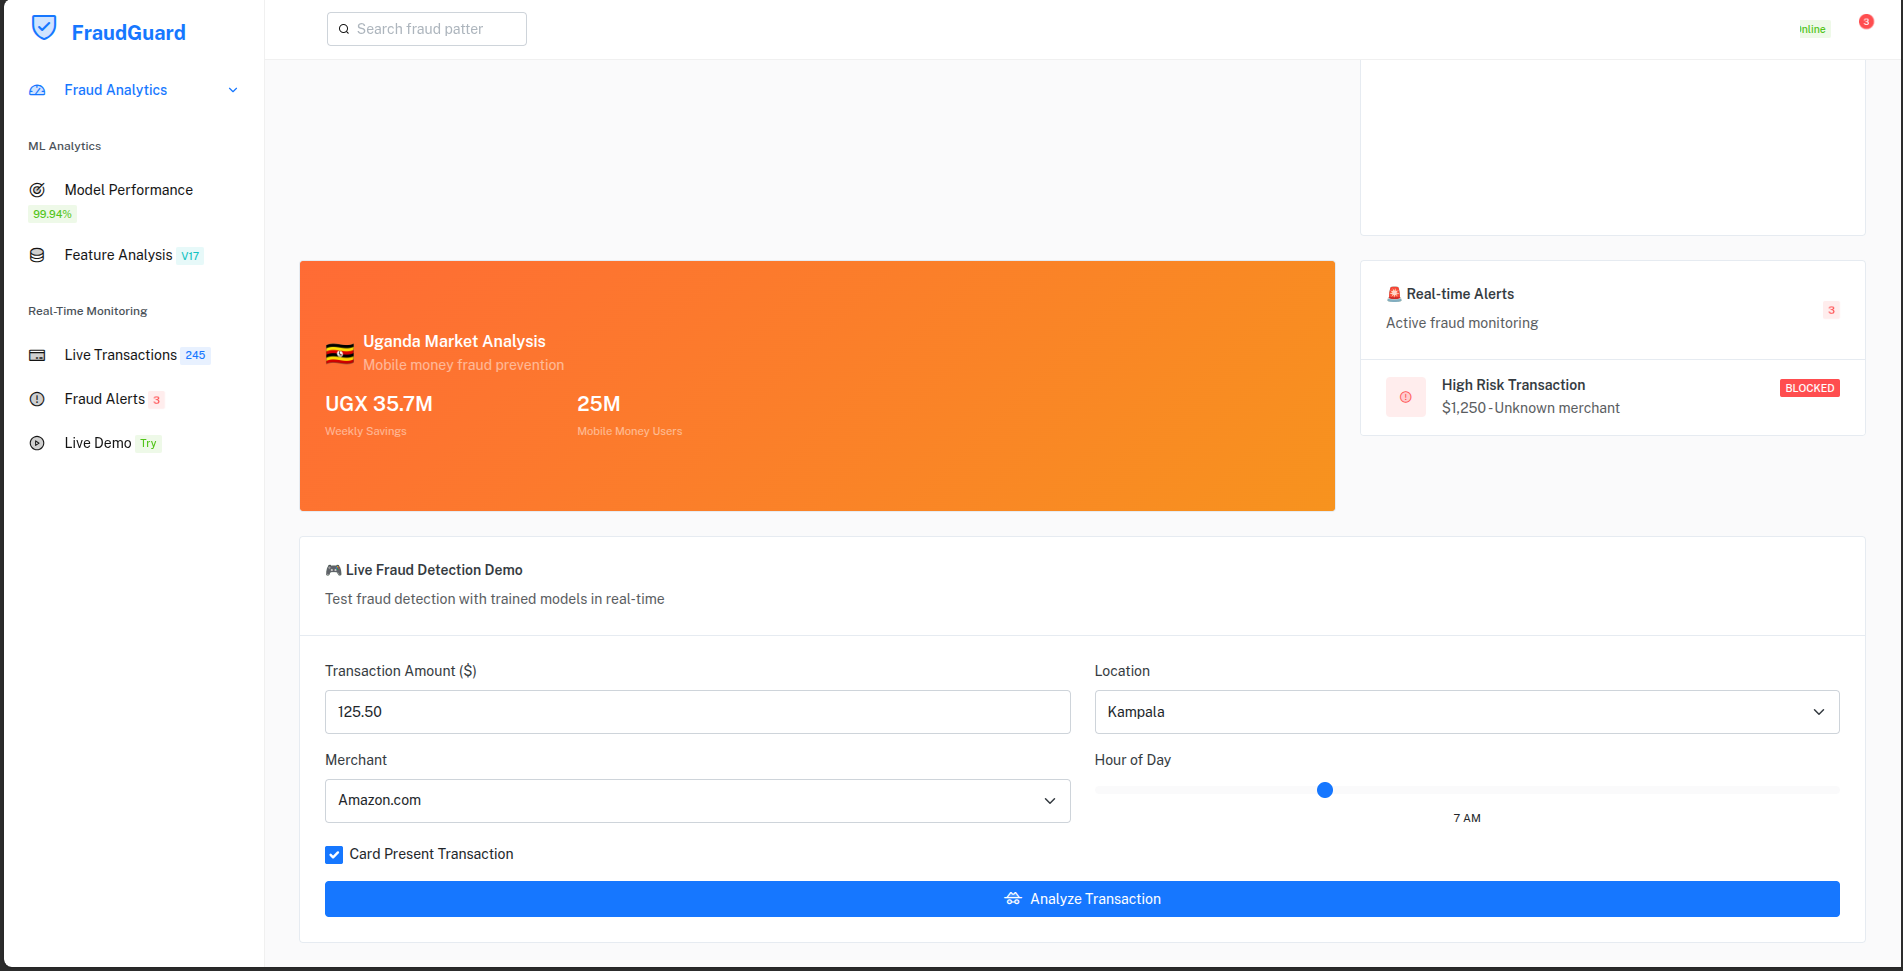 FraudGuard
Search fraud patter
nline
3
Fraud Analytics
ML Analytics
Model Performance
99.94%
Feature Analysis V17
Real-Time Monitoring
Live Transactions 245
Fraud Alerts 3
Live Demo Try
Uganda Market Analysis
Mobile money fraud prevention
UGX 35.7M
Weekly Savings
25M
Mobile Money Users
Real-time Alerts
Active fraud monitoring
3
High Risk Transaction
$1,250 - Unknown merchant
BLOCKED
Live Fraud Detection Demo
Test fraud detection with trained models in real-time
Transaction Amount ($)
125.50
Location
Kampala
Merchant
Amazon.com
Hour of Day
7 AM
Card Present Transaction
Analyze Transaction